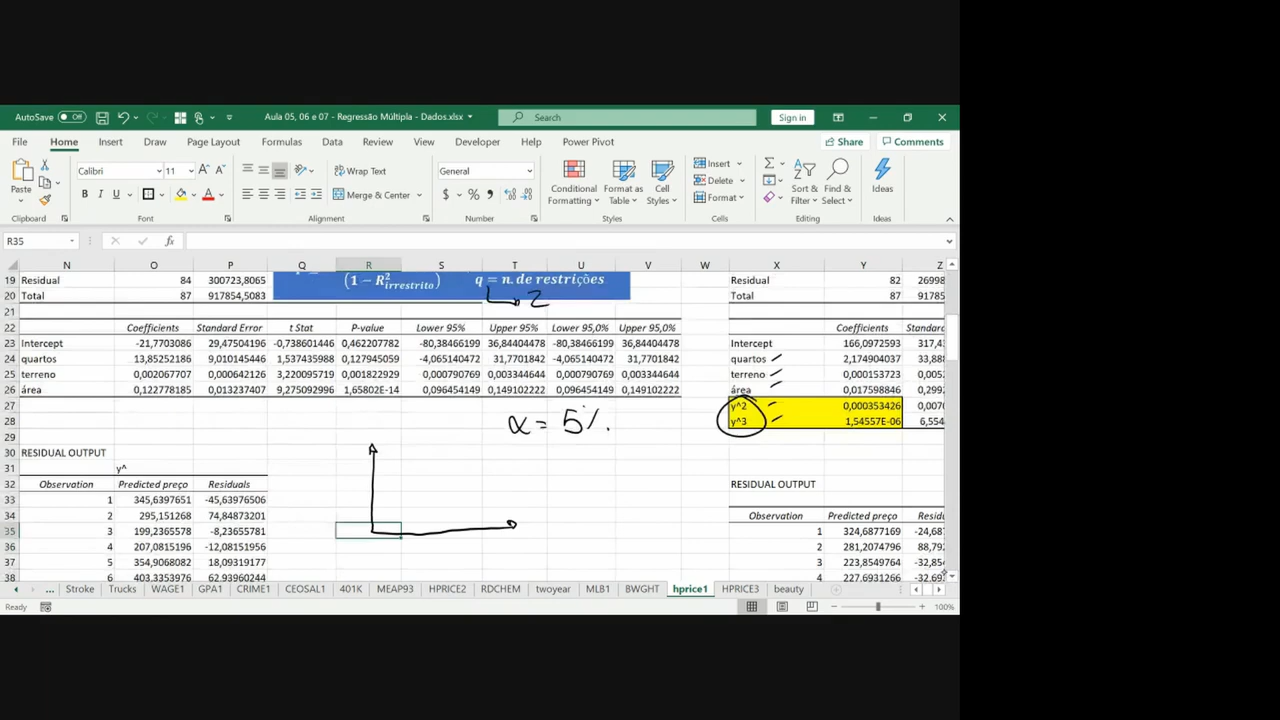 AutoSave Off Aula 05, 06 e 07 - Regressão Múltipla - Dados.xlsx Search Sign in
File Home Insert Draw Page Layout Formulas Data Review View Developer Help Power Pivot Share Comments
Paste Calibri 11 Wrap Text General Conditional Formatting Format as Table Cell Styles Insert Delete Format Sort & Filter Find & Select Ideas
B I U Merge & Center $ %
Clipboard Font Alignment Number Styles Cells Editing Ideas
R35 fx
N O P Q R S T U V W X Y Z
19 Residual 84 300723,8065 (1 − R² irrestrito) q = n. de restrições Residual 82
20 Total 87 917854,5083 2 Total 87
21
22 Coefficients Standard Error t Stat P-value Lower 95% Upper 95% Lower 95,0% Upper 95,0% Coefficients
23 Intercept -21,7703086 29,47504196 -0,738601446 0,462207782 -80,38466199 36,84404478 -80,38466199 36,84404478 Intercept 166,0972593
24 quartos 13,85252186 9,010145446 1,537435988 0,127945059 -4,065140472 31,7701842 -4,065140472 31,7701842 quartos 2,174904037
25 terreno 0,002067707 0,000642126 3,220095719 0,001822929 0,000790769 0,003344644 0,000790769 0,003344644 terreno 0,000153723
26 área 0,122778185 0,013237407 9,275092996 1,65802E-14 0,096454149 0,149102222 0,096454149 0,149102222 área 0,017598846
27 y^2 0,000353426
α = 5%.
28 y^3 1,54557E-06
29
30 RESIDUAL OUTPUT
31 y^
32 Observation Predicted preço Residuals RESIDUAL OUTPUT
33 1 345,6397651 -45,63976506
34 2 295,151268 74,84873201 Observation Predicted preço
35 3 199,2365578 -8,23655781 1 324,6877169
36 4 207,0815196 -12,08151956 2 281,2074796
37 5 354,9068082 18,09319177 3 223,8549764
38 6 403,3353976 62,93960244 4 227,6931266
... Stroke Trucks WAGE1 GPA1 CRIME1 CEOSAL1 401K MEAP93 HPRICE2 RDCHEM twoyear MLB1 BWGHT hprice1 HPRICE3 beauty
Ready 100%